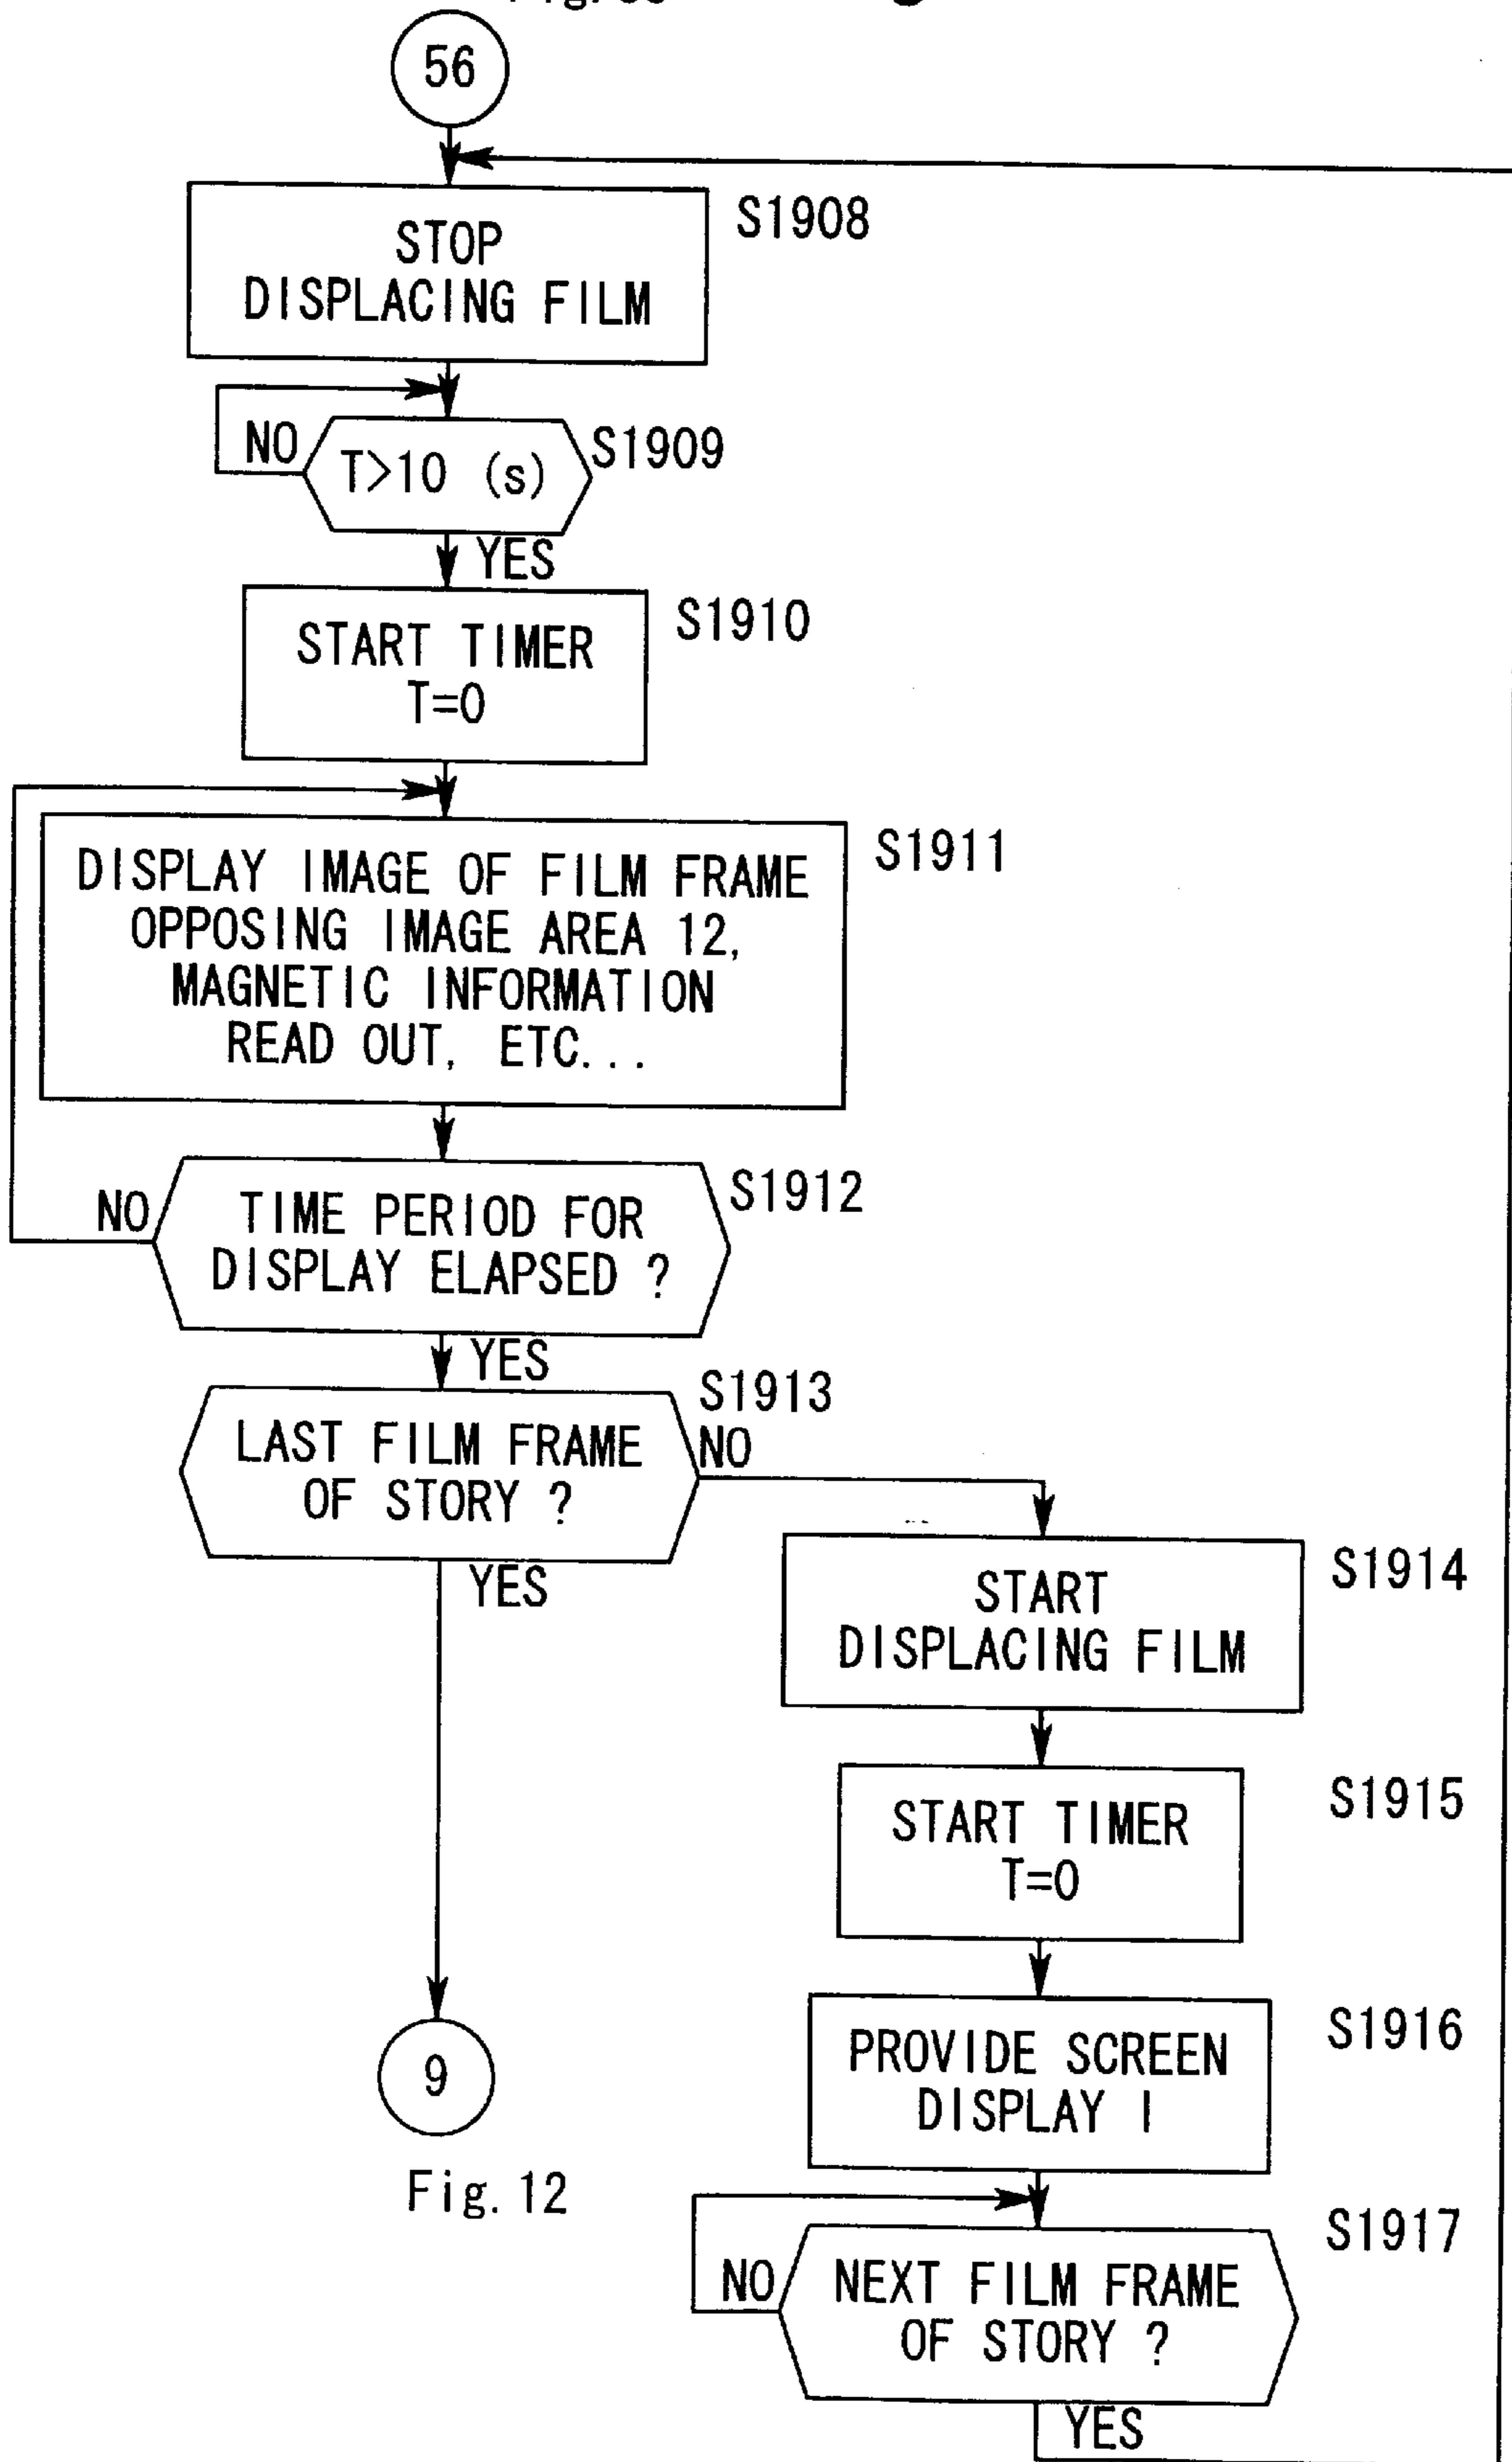 56
STOP
DISPLACING FILM
S1908
NO
T>10 (s)
S1909
YES
START TIMER
T=0
S1910
DISPLAY IMAGE OF FILM FRAME
OPPOSING IMAGE AREA 12,
MAGNETIC INFORMATION
READ OUT, ETC...
S1911
NO
TIME PERIOD FOR
DISPLAY ELAPSED ?
S1912
YES
LAST FILM FRAME
OF STORY ?
S1913
NO
YES
START
DISPLACING FILM
S1914
START TIMER
T=0
S1915
PROVIDE SCREEN
DISPLAY I
S1916
9
Fig. 12
NO
NEXT FILM FRAME
OF STORY ?
S1917
YES